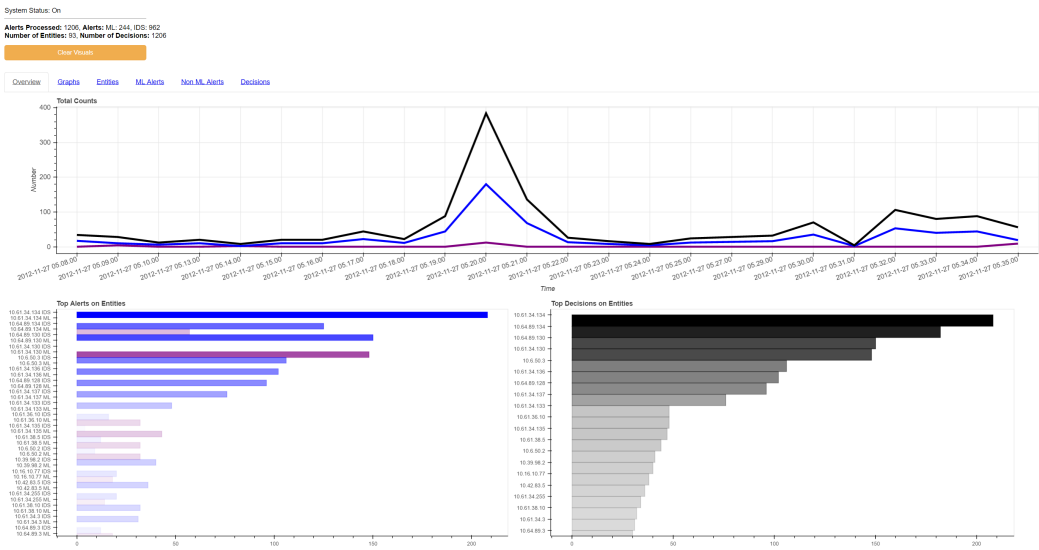 System Status: On
Alerts Processed: 1206, Alerts: ML: 244, IDS: 962
Number of Entities: 93, Number of Decisions: 1206
Clear Visuals
Overview Graphs Entities ML Alerts Non ML Alerts Decisions
Total Counts
400
300
200
100
0
Number
2012-11-27 05.08.00
2012-11-27 05.09.00
2012-11-27 05.10.00
2012-11-27 05.13.00
2012-11-27 05.14.00
2012-11-27 05.15.00
2012-11-27 05.16.00
2012-11-27 05.17.00
2012-11-27 05.18.00
2012-11-27 05.19.00
2012-11-27 05.20.00
2012-11-27 05.21.00
2012-11-27 05.22.00
2012-11-27 05.23.00
2012-11-27 05.24.00
2012-11-27 05.25.00
2012-11-27 05.27.00
2012-11-27 05.29.00
2012-11-27 05.30.00
2012-11-27 05.31.00
2012-11-27 05.32.00
2012-11-27 05.33.00
2012-11-27 05.34.00
2012-11-27 05.35.00
Time
Top Alerts on Entities
10.61.34.134 IDS
10.61.34.134 ML
10.64.89.134 IDS
10.64.89.134 ML
10.64.89.130 IDS
10.64.89.130 ML
10.61.34.130 IDS
10.61.34.130 ML
10.6.50.3 IDS
10.6.50.3 ML
10.61.34.136 IDS
10.61.34.136 ML
10.64.89.128 IDS
10.64.89.128 ML
10.61.34.137 IDS
10.61.34.137 ML
10.61.34.133 IDS
10.61.34.133 ML
10.61.36.10 IDS
10.61.36.10 ML
10.61.34.135 IDS
10.61.34.135 ML
10.61.38.5 IDS
10.61.38.5 ML
10.6.50.2 IDS
10.6.50.2 ML
10.39.98.2 IDS
10.39.98.2 ML
10.16.10.77 IDS
10.16.10.77 ML
10.42.83.5 IDS
10.42.83.5 ML
10.61.34.255 IDS
10.61.34.255 ML
10.61.38.10 IDS
10.61.38.10 ML
10.61.34.3 IDS
10.61.34.3 ML
10.64.89.3 IDS
10.64.89.3 ML
0 50 100 150 200
Top Decisions on Entities
10.61.34.134
10.64.89.134
10.64.89.130
10.61.34.130
10.6.50.3
10.61.34.136
10.64.89.128
10.61.34.137
10.61.34.133
10.61.36.10
10.61.34.135
10.61.38.5
10.6.50.2
10.39.98.2
10.16.10.77
10.42.83.5
10.61.34.255
10.61.38.10
10.61.34.3
10.64.89.3
0 50 100 150 200